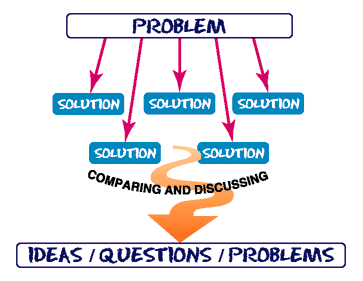 PROBLEM
SOLUTION
SOLUTION
SOLUTION
SOLUTION
SOLUTION
COMPARING AND DISCUSSING
IDEAS / QUESTIONS / PROBLEMS